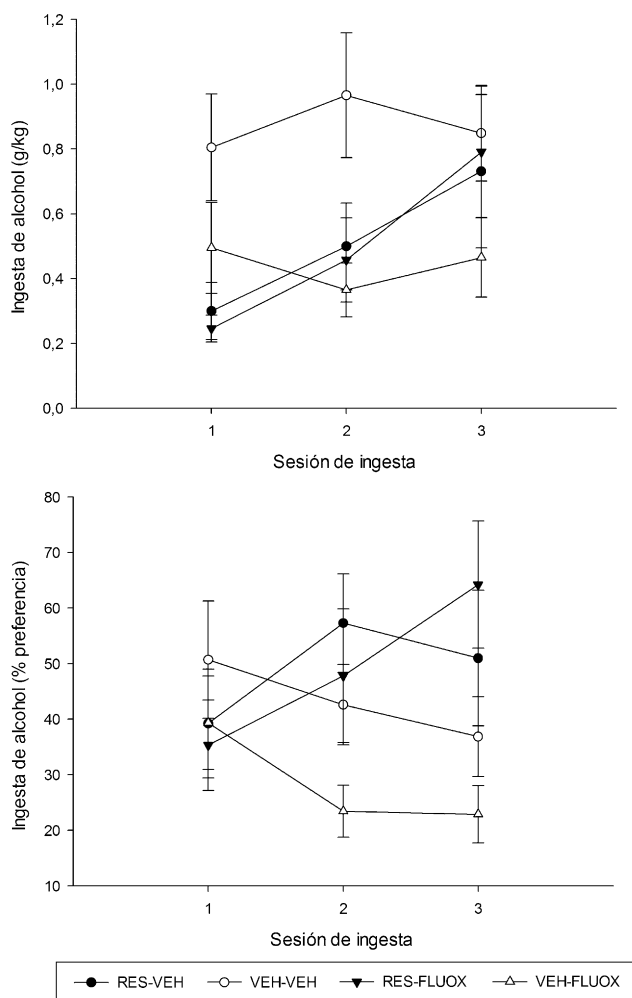 Ingesta de alcohol (g/kg)
1,2
1,0
0,8
0,6
0,4
0,2
0,0
1 2 3
Sesión de ingesta
Ingesta de alcohol (% preferencia)
80
70
60
50
40
30
20
10
1 2 3
Sesión de ingesta
RES-VEH VEH-VEH RES-FLUOX VEH-FLUOX